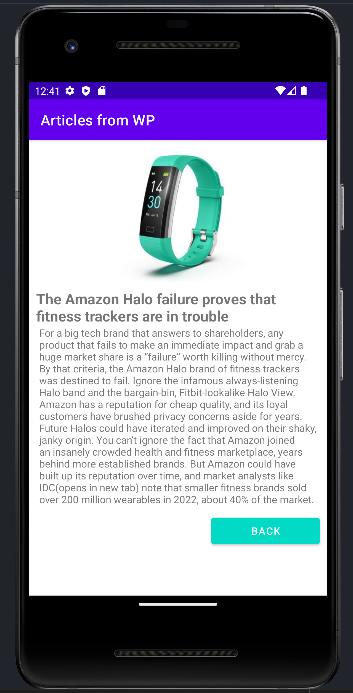 12:41
Articles from WP
The Amazon Halo failure proves that
fitness trackers are in trouble
For a big tech brand that answers to shareholders, any
product that fails to make an immediate impact and grab a
huge market share is a "failure" worth killing without mercy.
By that criteria, the Amazon Halo brand of fitness trackers
was destined to fail. Ignore the infamous always-listening
Halo band and the bargain-bin, Fitbit-lookalike Halo View.
Amazon has a reputation for cheap quality, and its loyal
customers have brushed privacy concerns aside for years.
Future Halos could have iterated and improved on their shaky,
janky origin. You can't ignore the fact that Amazon joined
an insanely crowded health and fitness marketplace, years
behind more established brands. But Amazon could have
built up its reputation over time, and market analysts like
IDC(opens in new tab) note that smaller fitness brands sold
over 200 million wearables in 2022, about 40% of the market.
BACK